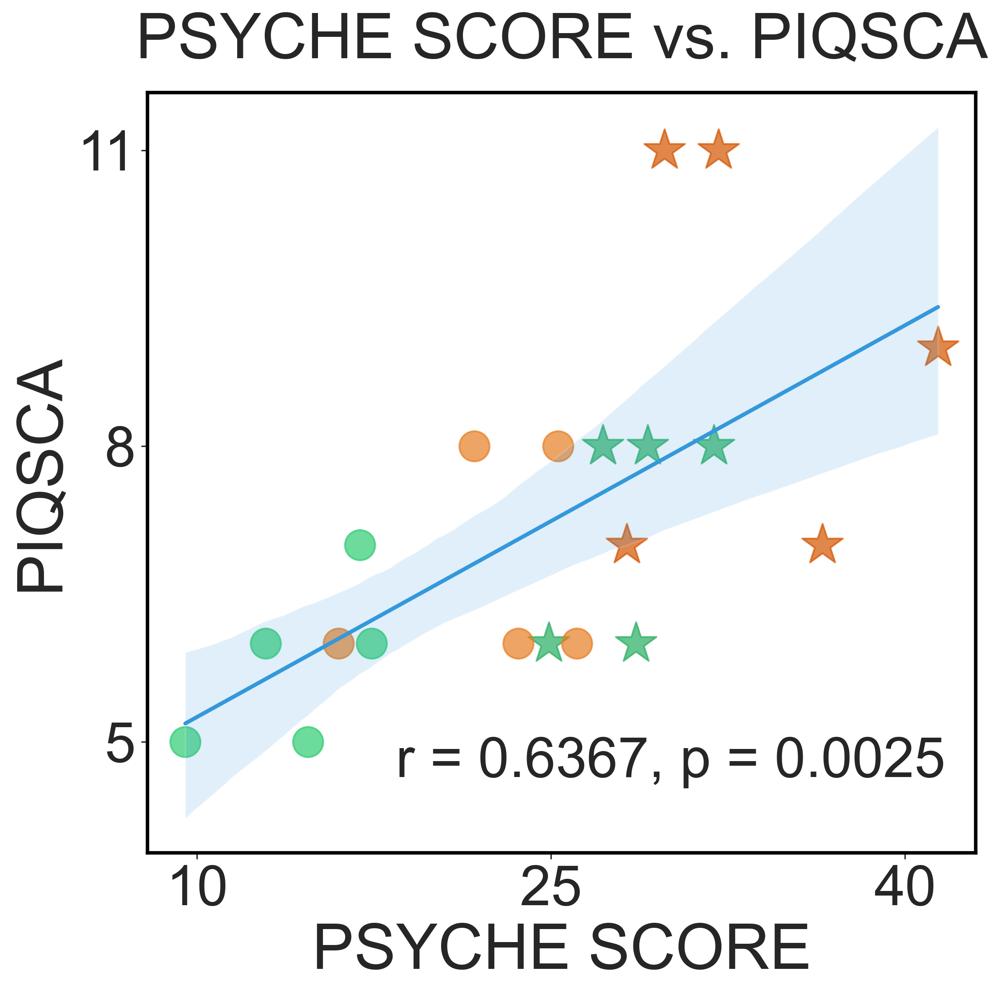 PSYCHE SCORE vs. PIQSCA
11
8
5
PIQSCA
r = 0.6367, p = 0.0025
10 25 40
PSYCHE SCORE